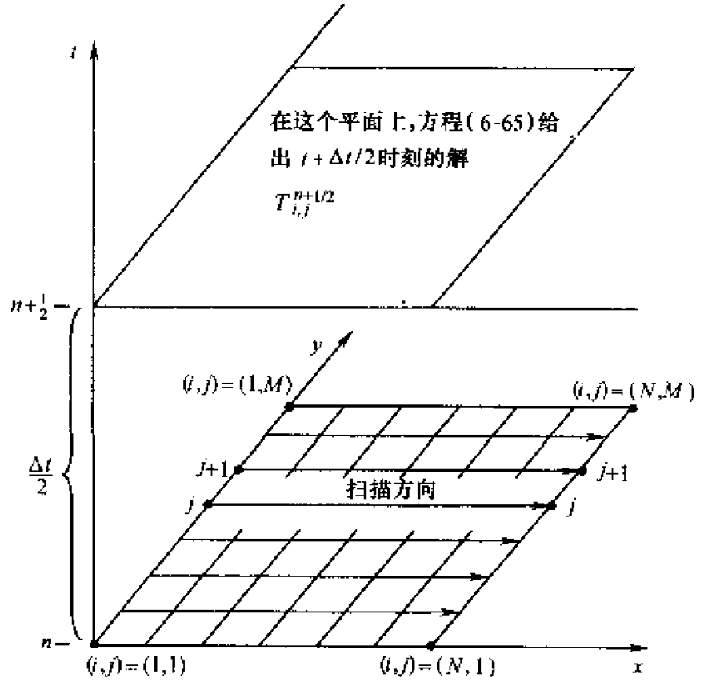 t
在这个平面上,方程(6-65)给
出 t+Δt/2时刻的解
T_{i,j}^{n+1/2}
n+1/2
y
(i,j)=(1,M)
(i,j)=(N,M)
Δt/2
j+1
j+1
扫描方向
j
j
n
(i,j)=(1,1)
(i,j)=(N,1)
x